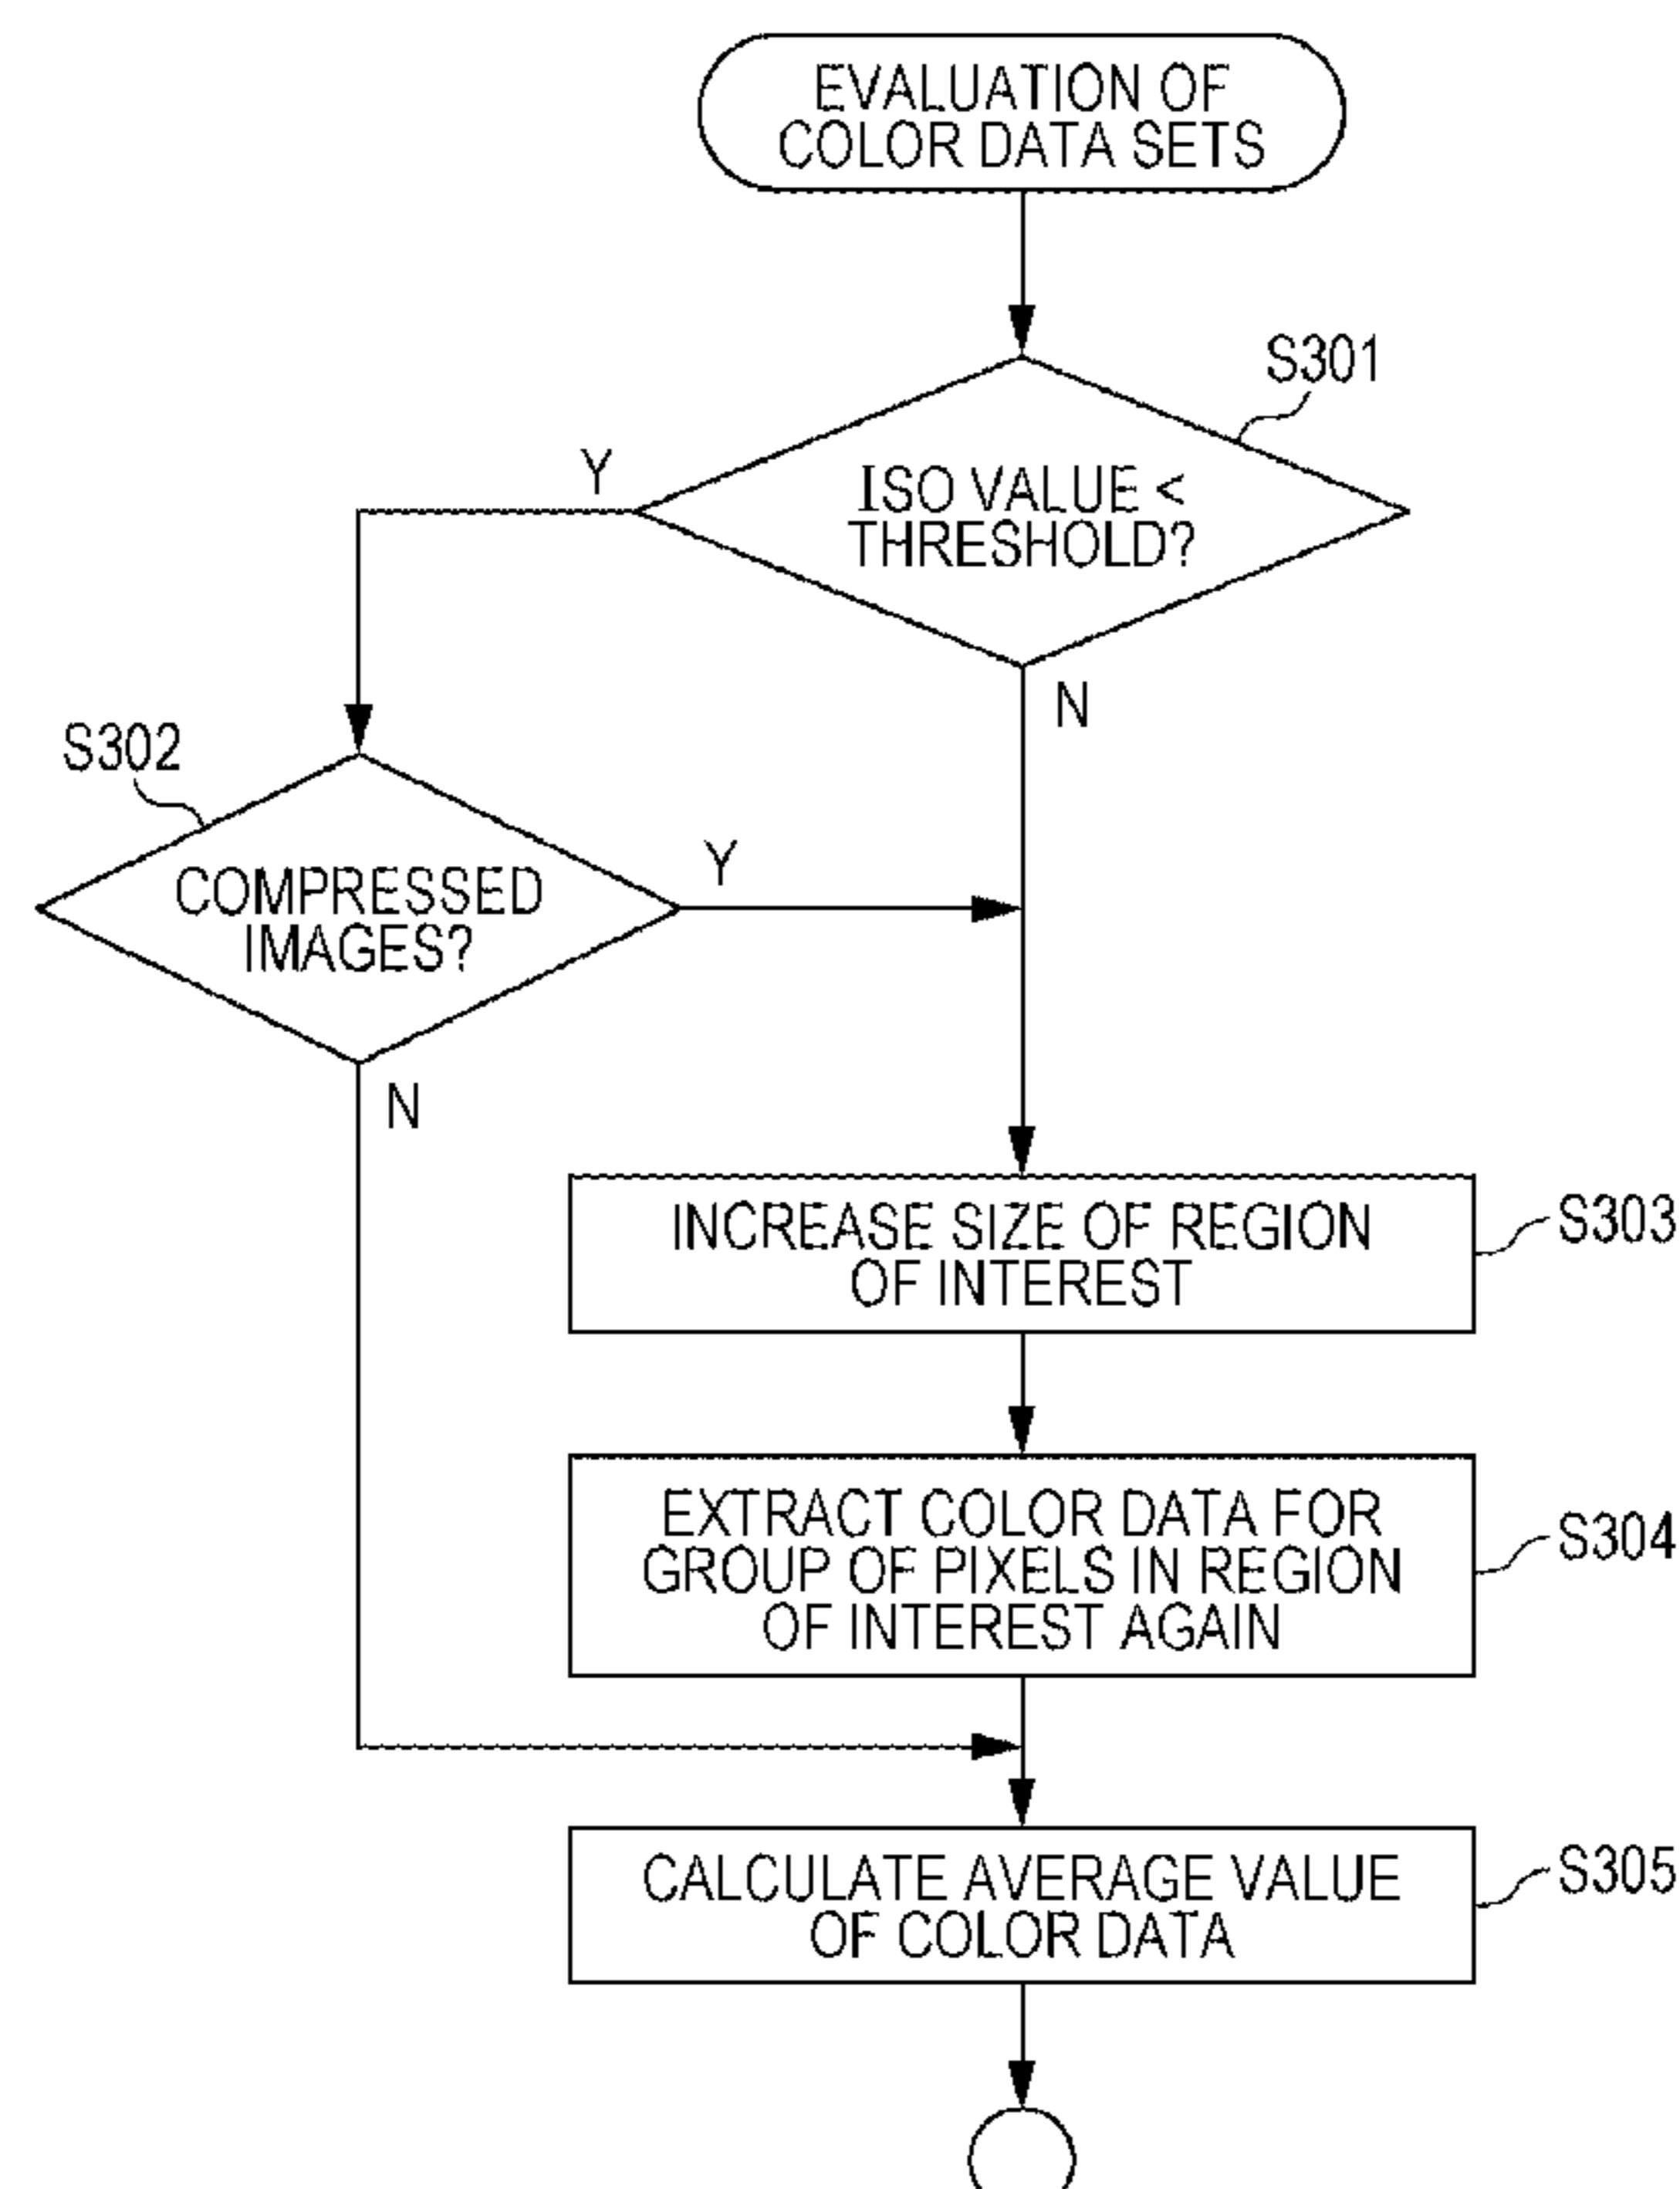 EVALUATION OF
COLOR DATA SETS
S301
Y
ISO VALUE <
THRESHOLD?
N
S302
COMPRESSED
IMAGES?
Y
N
INCREASE SIZE OF REGION
OF INTEREST
S303
EXTRACT COLOR DATA FOR
GROUP OF PIXELS IN REGION
OF INTEREST AGAIN
S304
CALCULATE AVERAGE VALUE
OF COLOR DATA
S305